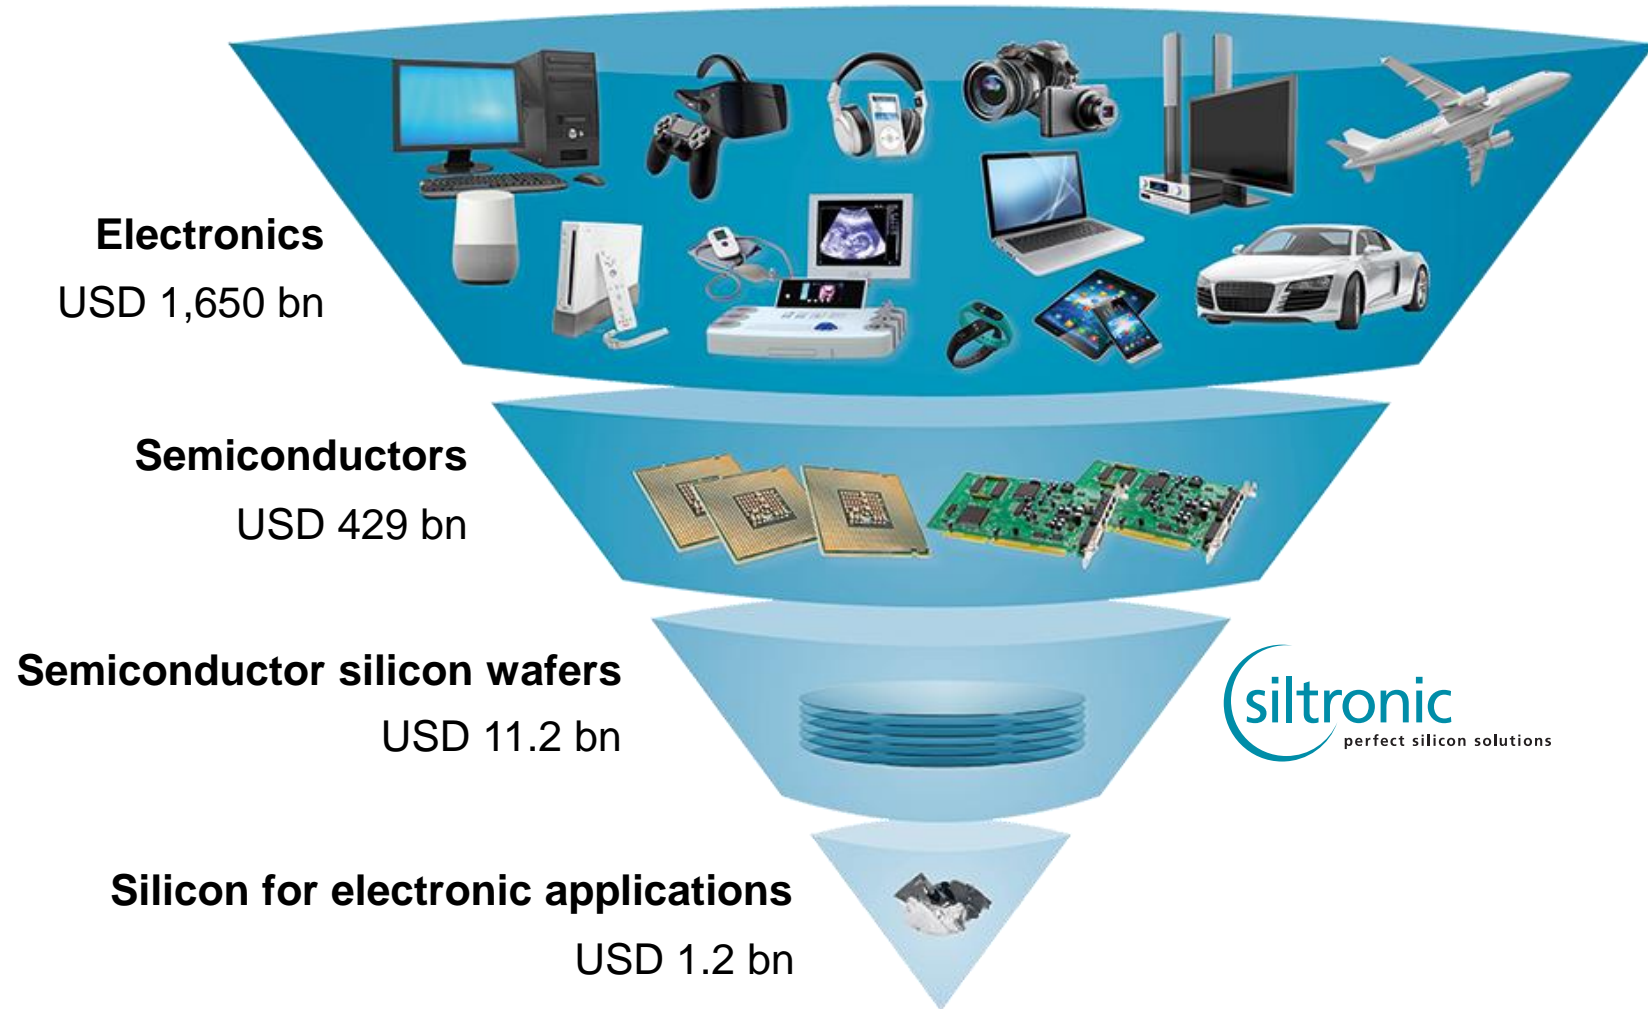 Electronics
USD 1,650 bn
Semiconductors
USD 429 bn
Semiconductor silicon wafers
USD 11.2 bn
siltronic
perfect silicon solutions
Silicon for electronic applications
USD 1.2 bn